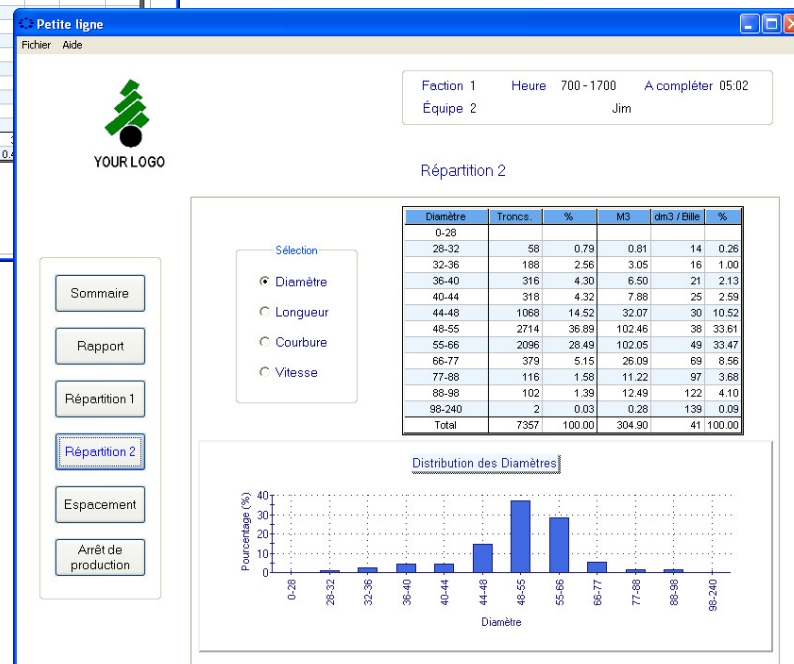 Petite ligne
Fichier Aide
Faction 1 Heure 700 - 1700 A compléter 05:02
Équipe 2 Jim
YOUR LOGO
Répartition 2
Sommaire
Rapport
Répartition 1
Répartition 2
Espacement
Arrêt de
production
Sélection
Diamètre
Longueur
Courbure
Vitesse
Diamètre Troncs. % M3 dm3 / Bille %
0-28
28-32 58 0.79 0.81 14 0.26
32-36 188 2.56 3.05 16 1.00
36-40 316 4.30 6.50 21 2.13
40-44 318 4.32 7.88 25 2.59
44-48 1068 14.52 32.07 30 10.52
48-55 2714 36.89 102.46 38 33.61
55-66 2096 28.49 102.05 49 33.47
66-77 379 5.15 26.09 69 8.56
77-88 116 1.58 11.22 97 3.68
88-98 102 1.39 12.49 122 4.10
98-240 2 0.03 0.28 139 0.09
Total 7357 100.00 304.90 41 100.00
Distribution des Diamètres
Pourcentage (%)
40
30
20
10
0
0-28 28-32 32-36 36-40 40-44 44-48 48-55 55-66 66-77 77-88 88-98 98-240
Diamètre